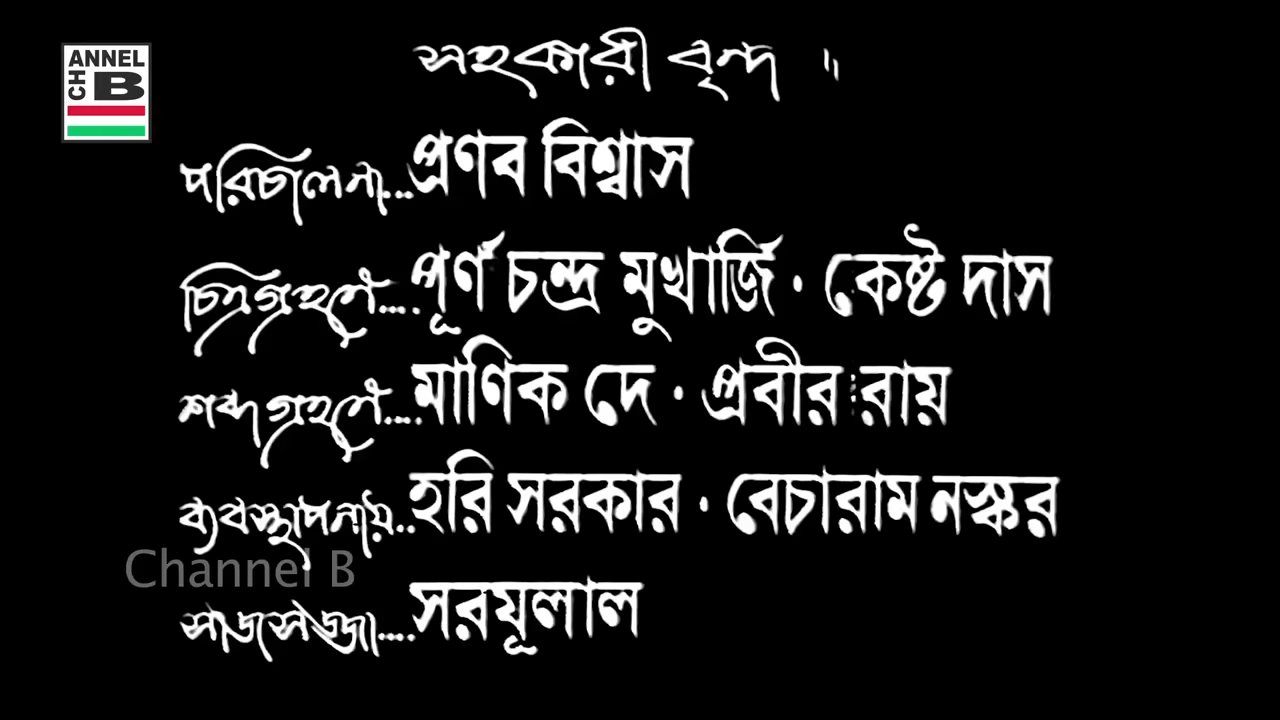 ANNEL
CH B
সহকারী বৃন্দ ॥
পরিচালনা...প্রণব বিশ্বাস
চিত্রগ্রহণে....পূর্ণ চন্দ্র মুখার্জি · কেষ্ট দাস
শব্দগ্রহণে....মাণিক দে · প্রবীর রায়
ব্যবস্থাপনায়..হরি সরকার · বেচারাম নস্কর
Channel B
সাজসজ্জা....সরযূলাল